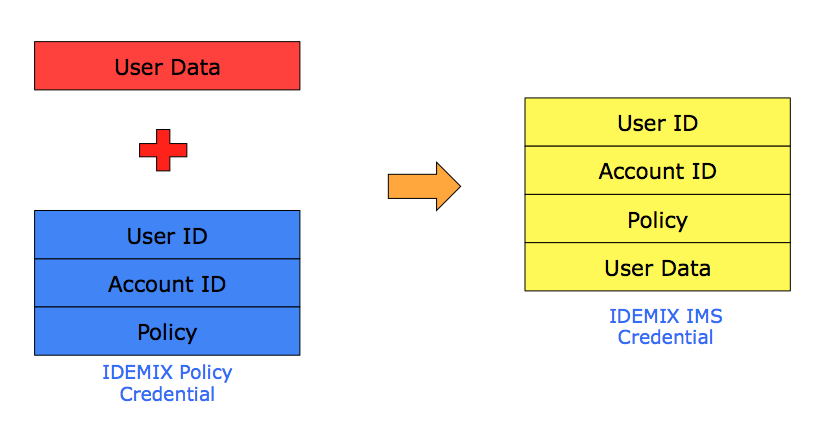 User Data
User ID
Account ID
Policy
IDEMIX Policy
Credential
User ID
Account ID
Policy
User Data
IDEMIX IMS
Credential